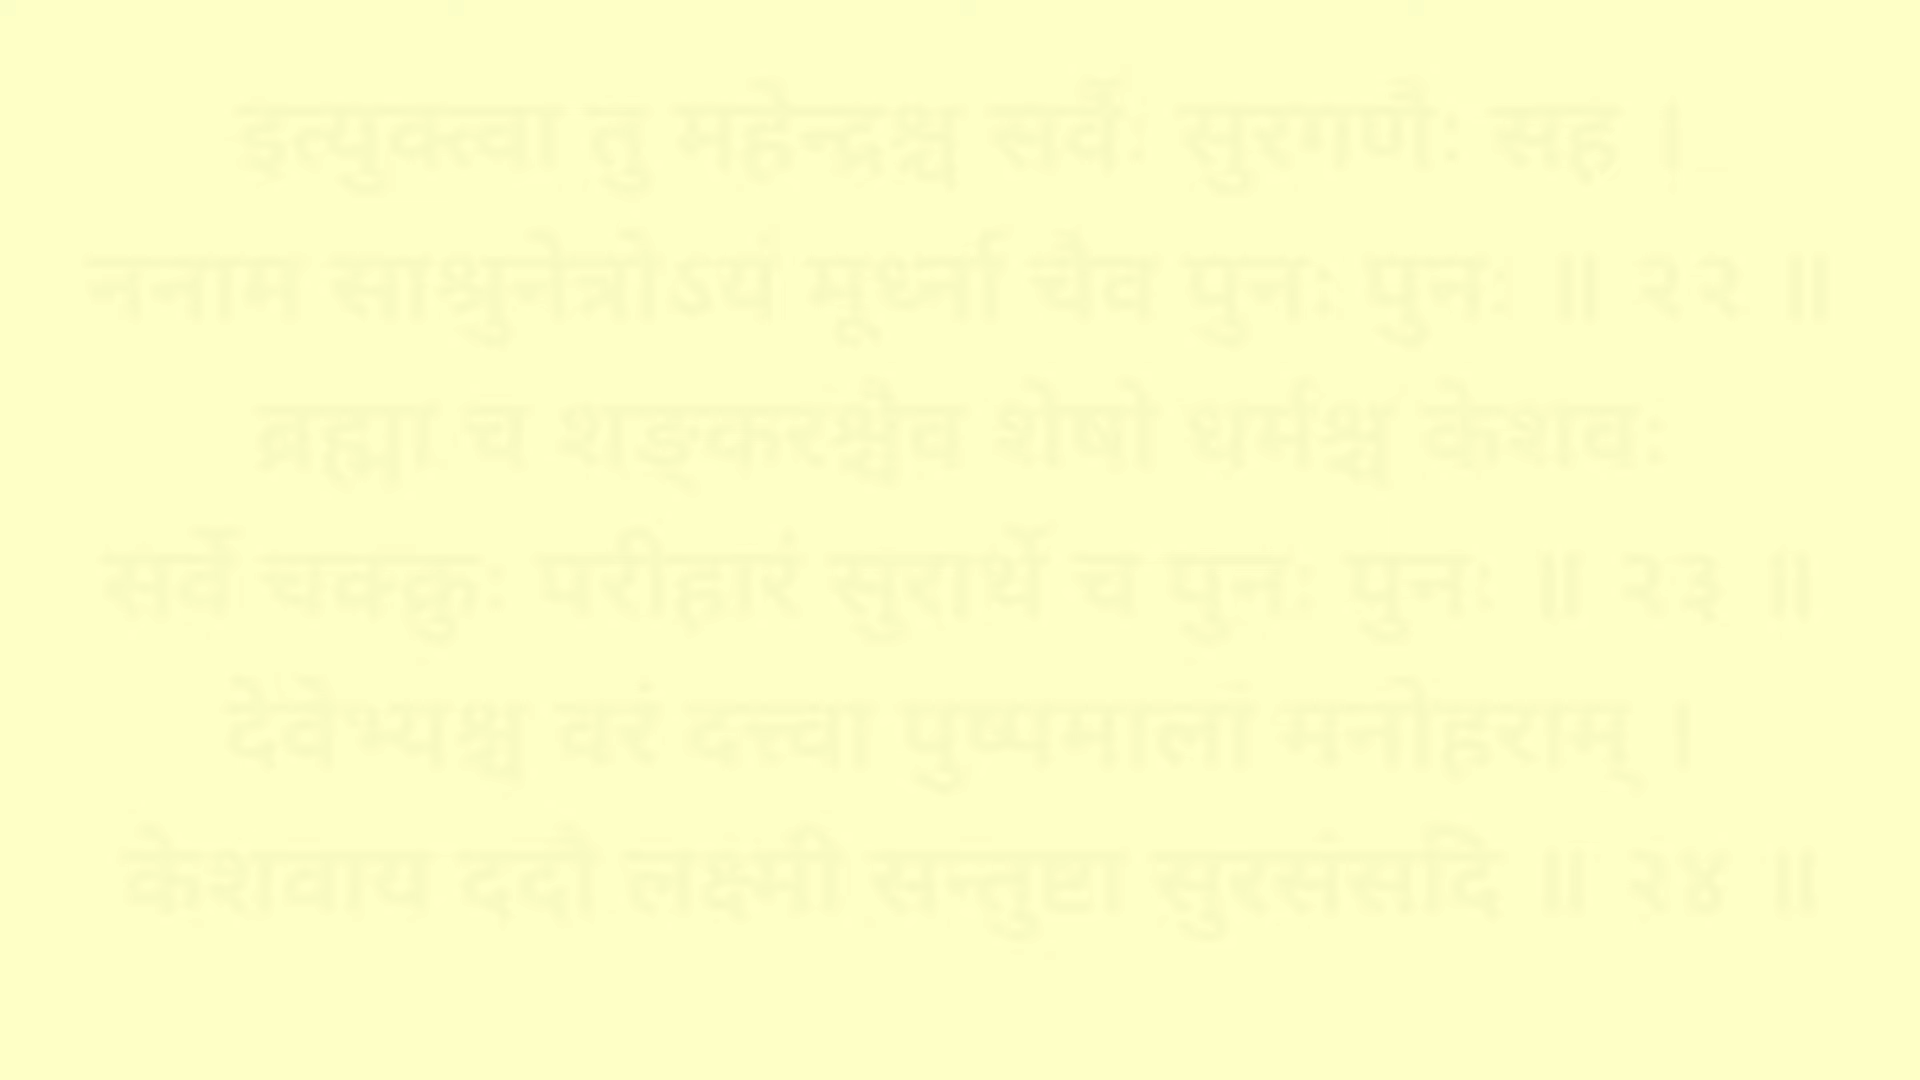 इत्युक्त्वा तु महेन्द्रश्च सर्वैः सुरगणैः सह ।
ननाम साश्रुनेत्रोऽयं मूर्ध्ना चैव पुनः पुनः ॥ २२ ॥
ब्रह्मा च शङ्करश्चैव शेषो धर्मश्च केशवः
सर्वे चक्क्रुः परीहारं सुरार्थे च पुनः पुनः ॥ २३ ॥
देवेभ्यश्च वरं दत्त्वा पुष्पमालां मनोहराम् ।
केशवाय ददौ लक्ष्मी सन्तुष्टा सुरसंसदि ॥ २४ ॥